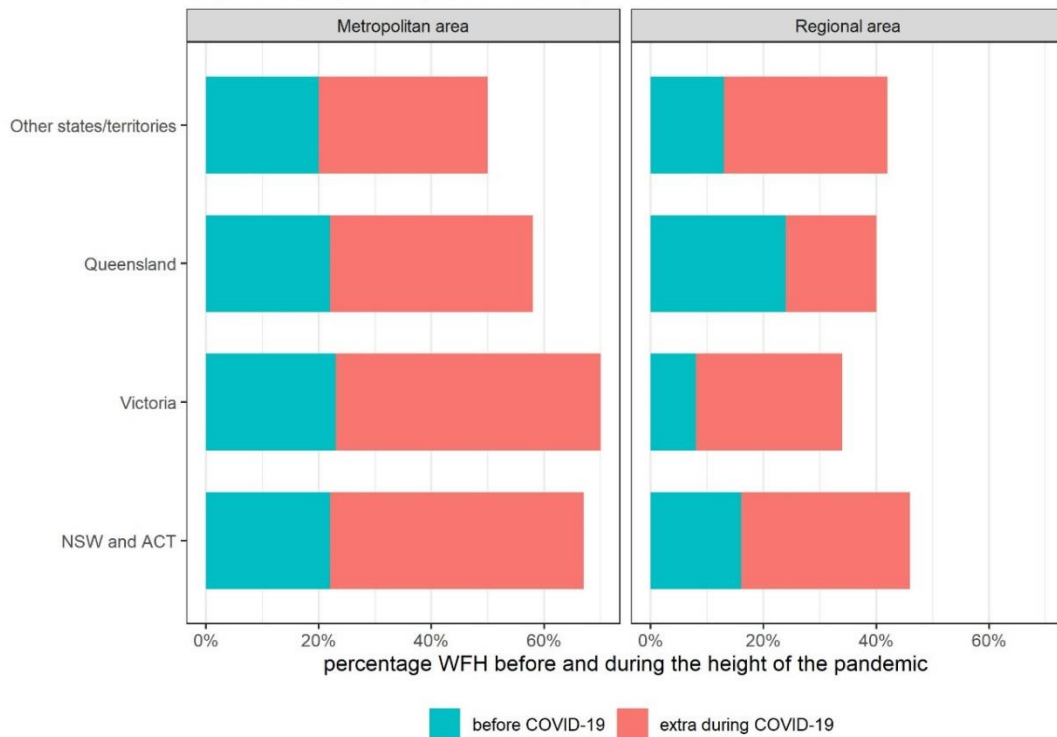 Metropolitan area
Regional area
Other states/territories
Queensland
Victoria
NSW and ACT
0% 20% 40% 60%
0% 20% 40% 60%
percentage WFH before and during the height of the pandemic
before COVID-19 extra during COVID-19